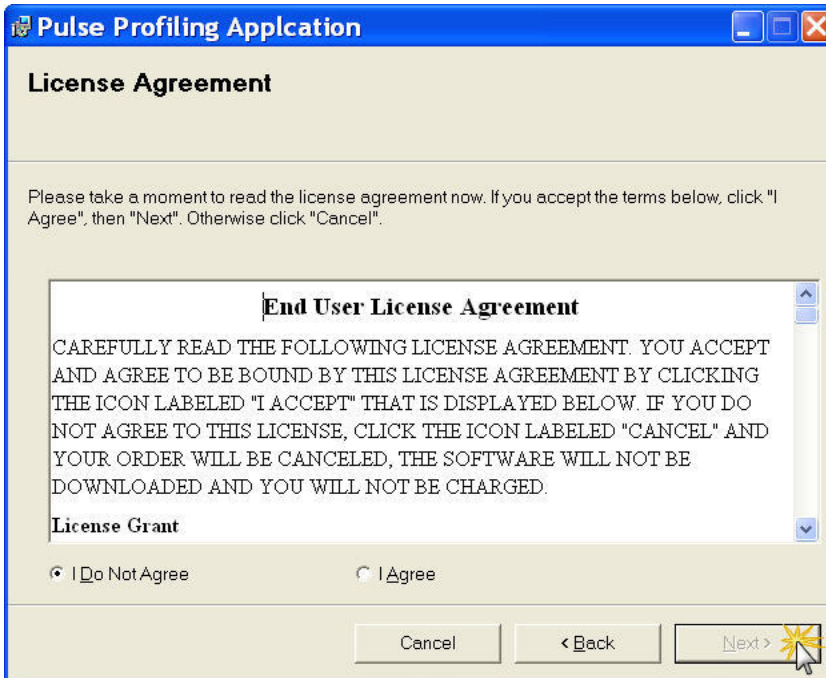 Pulse Profiling Applcation
License Agreement
Please take a moment to read the license agreement now. If you accept the terms below, click "I
Agree", then "Next". Otherwise click "Cancel".
End User License Agreement
CAREFULLY READ THE FOLLOWING LICENSE AGREEMENT. YOU ACCEPT
AND AGREE TO BE BOUND BY THIS LICENSE AGREEMENT BY CLICKING
THE ICON LABELED "I ACCEPT" THAT IS DISPLAYED BELOW. IF YOU DO
NOT AGREE TO THIS LICENSE, CLICK THE ICON LABELED "CANCEL" AND
YOUR ORDER WILL BE CANCELED, THE SOFTWARE WILL NOT BE
DOWNLOADED AND YOU WILL NOT BE CHARGED.
License Grant
I Do Not Agree I Agree
Cancel < Back Next >